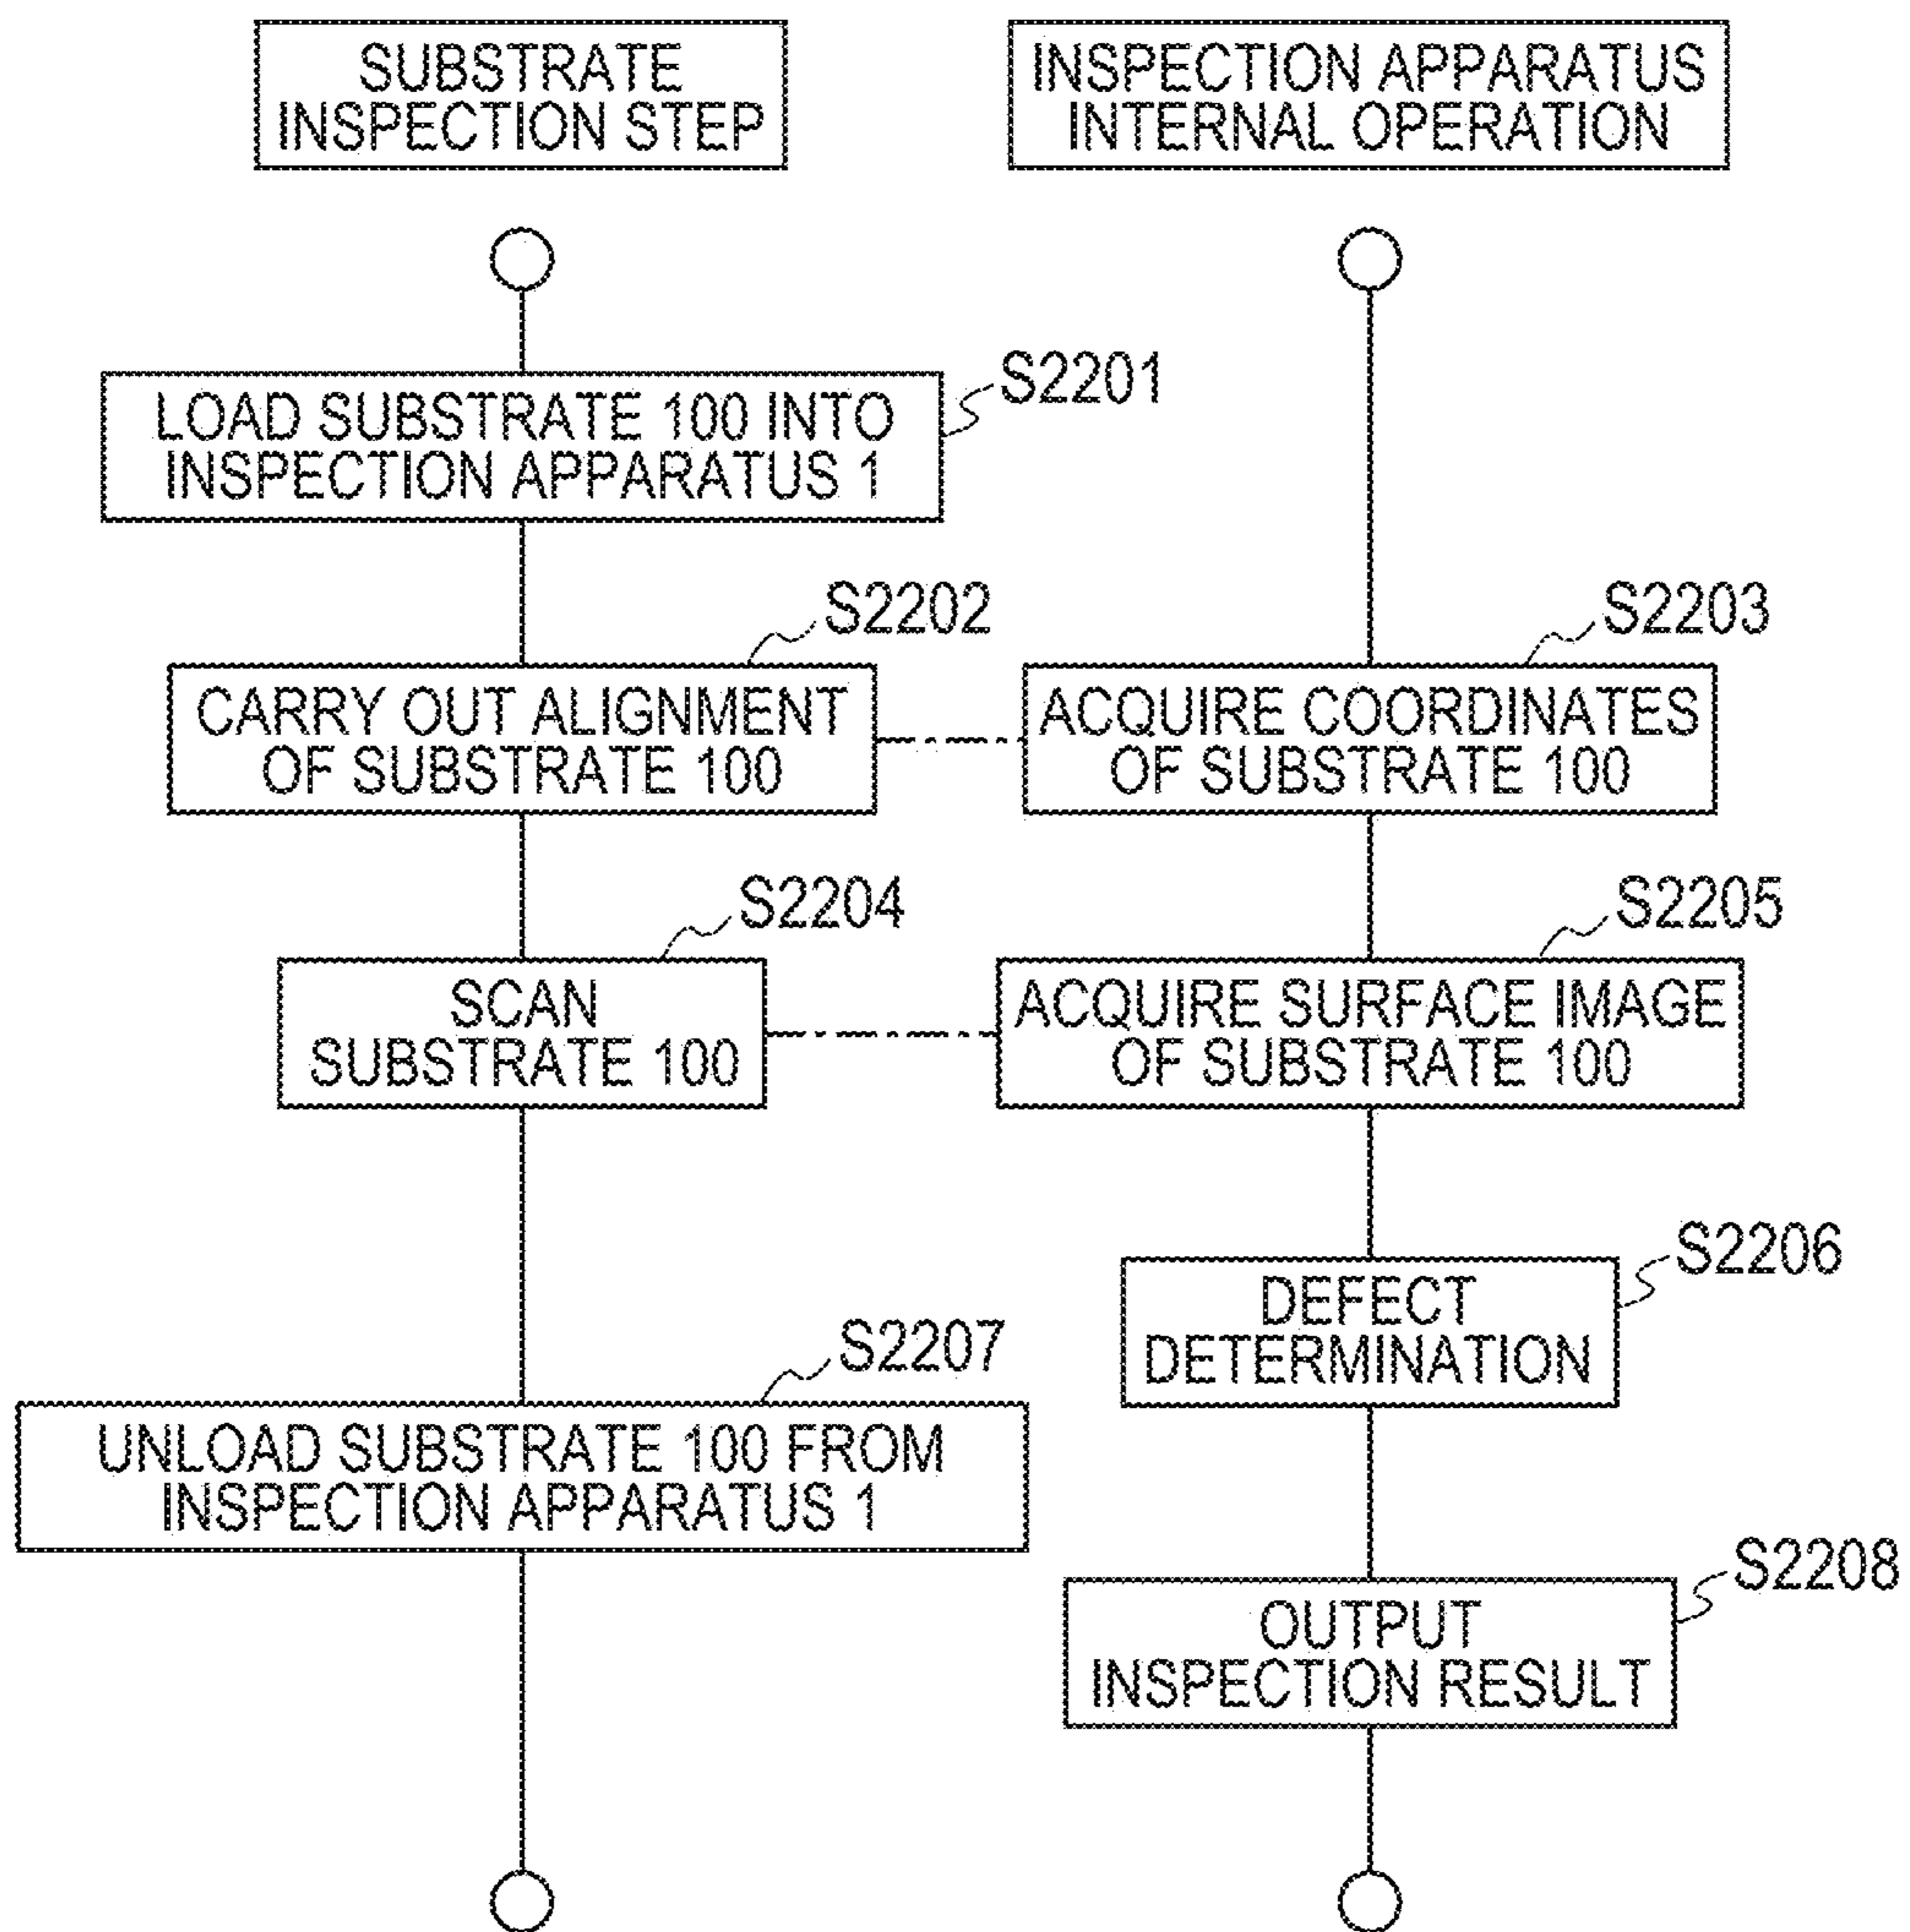 SUBSTRATE
INSPECTION STEP
INSPECTION APPARATUS
INTERNAL OPERATION
S2201
LOAD SUBSTRATE 100 INTO
INSPECTION APPARATUS 1
S2202
CARRY OUT ALIGNMENT
OF SUBSTRATE 100
S2203
ACQUIRE COORDINATES
OF SUBSTRATE 100
S2204
SCAN
SUBSTRATE 100
S2205
ACQUIRE SURFACE IMAGE
OF SUBSTRATE 100
S2206
DEFECT
DETERMINATION
S2207
UNLOAD SUBSTRATE 100 FROM
INSPECTION APPARATUS 1
S2208
OUTPUT
INSPECTION RESULT